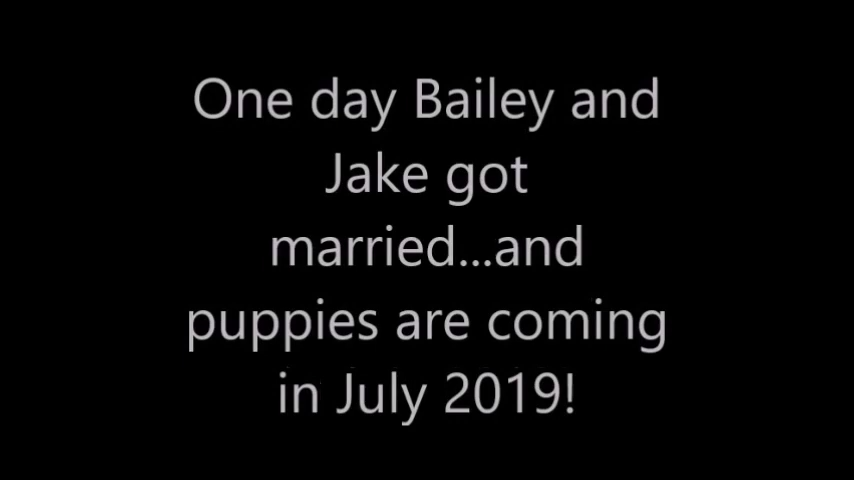 One day Bailey and
Jake got
married...and
puppies are coming
in July 2019!